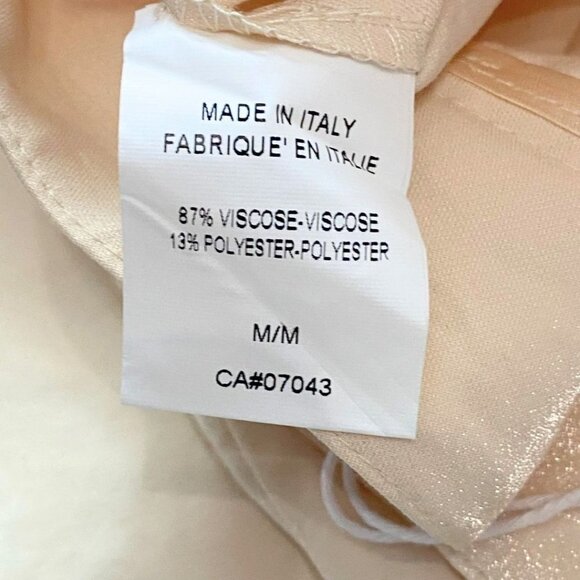 MADE IN ITALY
FABRIQUE' EN ITALIE
87% VISCOSE-VISCOSE
13% POLYESTER-POLYESTER
M/M
CA#07043